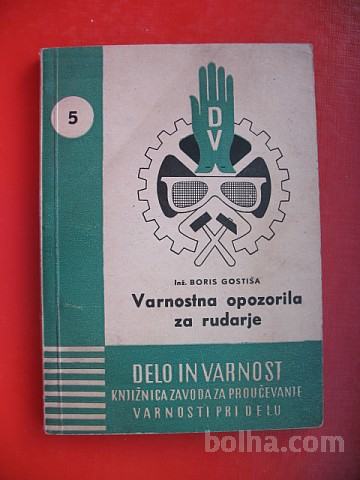 5
D
V
Inž. BORIS GOSTIŠA
Varnostna opozorila
za rudarje
DELO IN VARNOST
KNJIŽNICA ZAVODA ZA PROUČEVANJE
VARNOSTI PRI DELU
bolha.com